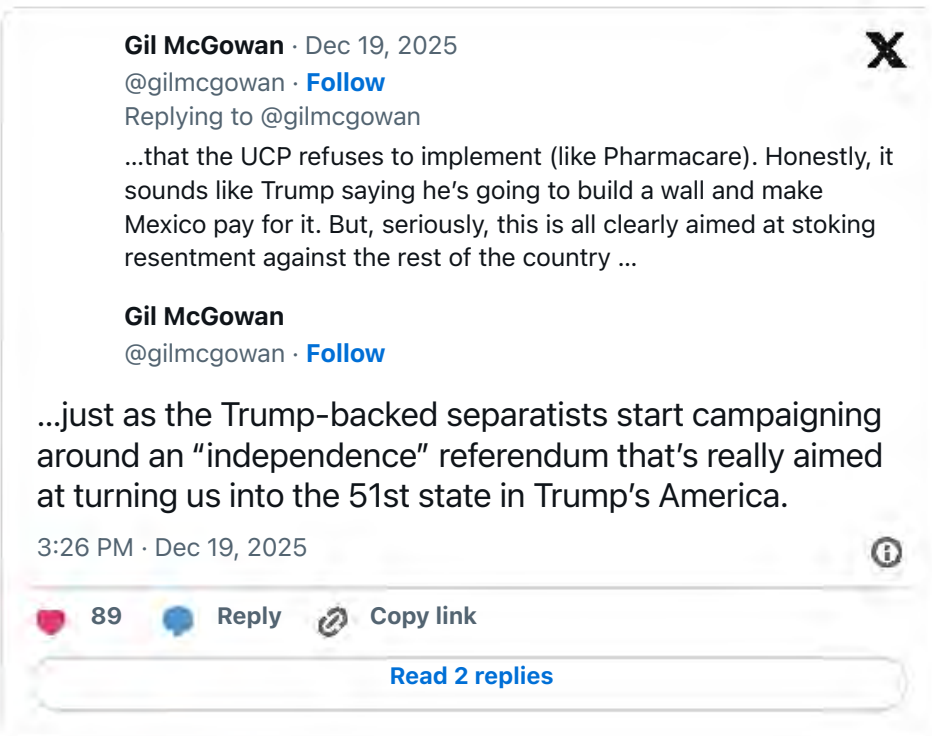 Gil McGowan · Dec 19, 2025
@gilmcgowan · Follow
Replying to @gilmcgowan
...that the UCP refuses to implement (like Pharmacare). Honestly, it
sounds like Trump saying he’s going to build a wall and make
Mexico pay for it. But, seriously, this is all clearly aimed at stoking
resentment against the rest of the country ...
Gil McGowan
@gilmcgowan · Follow
...just as the Trump-backed separatists start campaigning
around an “independence” referendum that’s really aimed
at turning us into the 51st state in Trump’s America.
3:26 PM · Dec 19, 2025
89 Reply Copy link
Read 2 replies